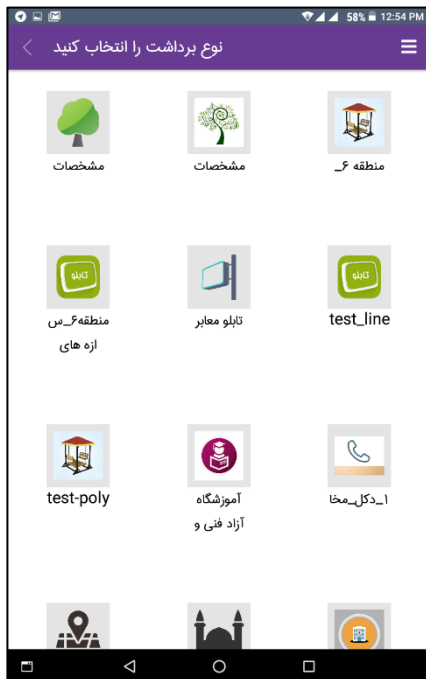 58% 12:54 PM
نوع برداشت را انتخاب کنید
منطقه ۶_
مشخصات
مشخصات
تابلو
test_line
تابلو معابر
تابلو
منطقه۶_س
ازه های
۱_دکل_مخا
آموزشگاه
آزاد فنی و
test-poly